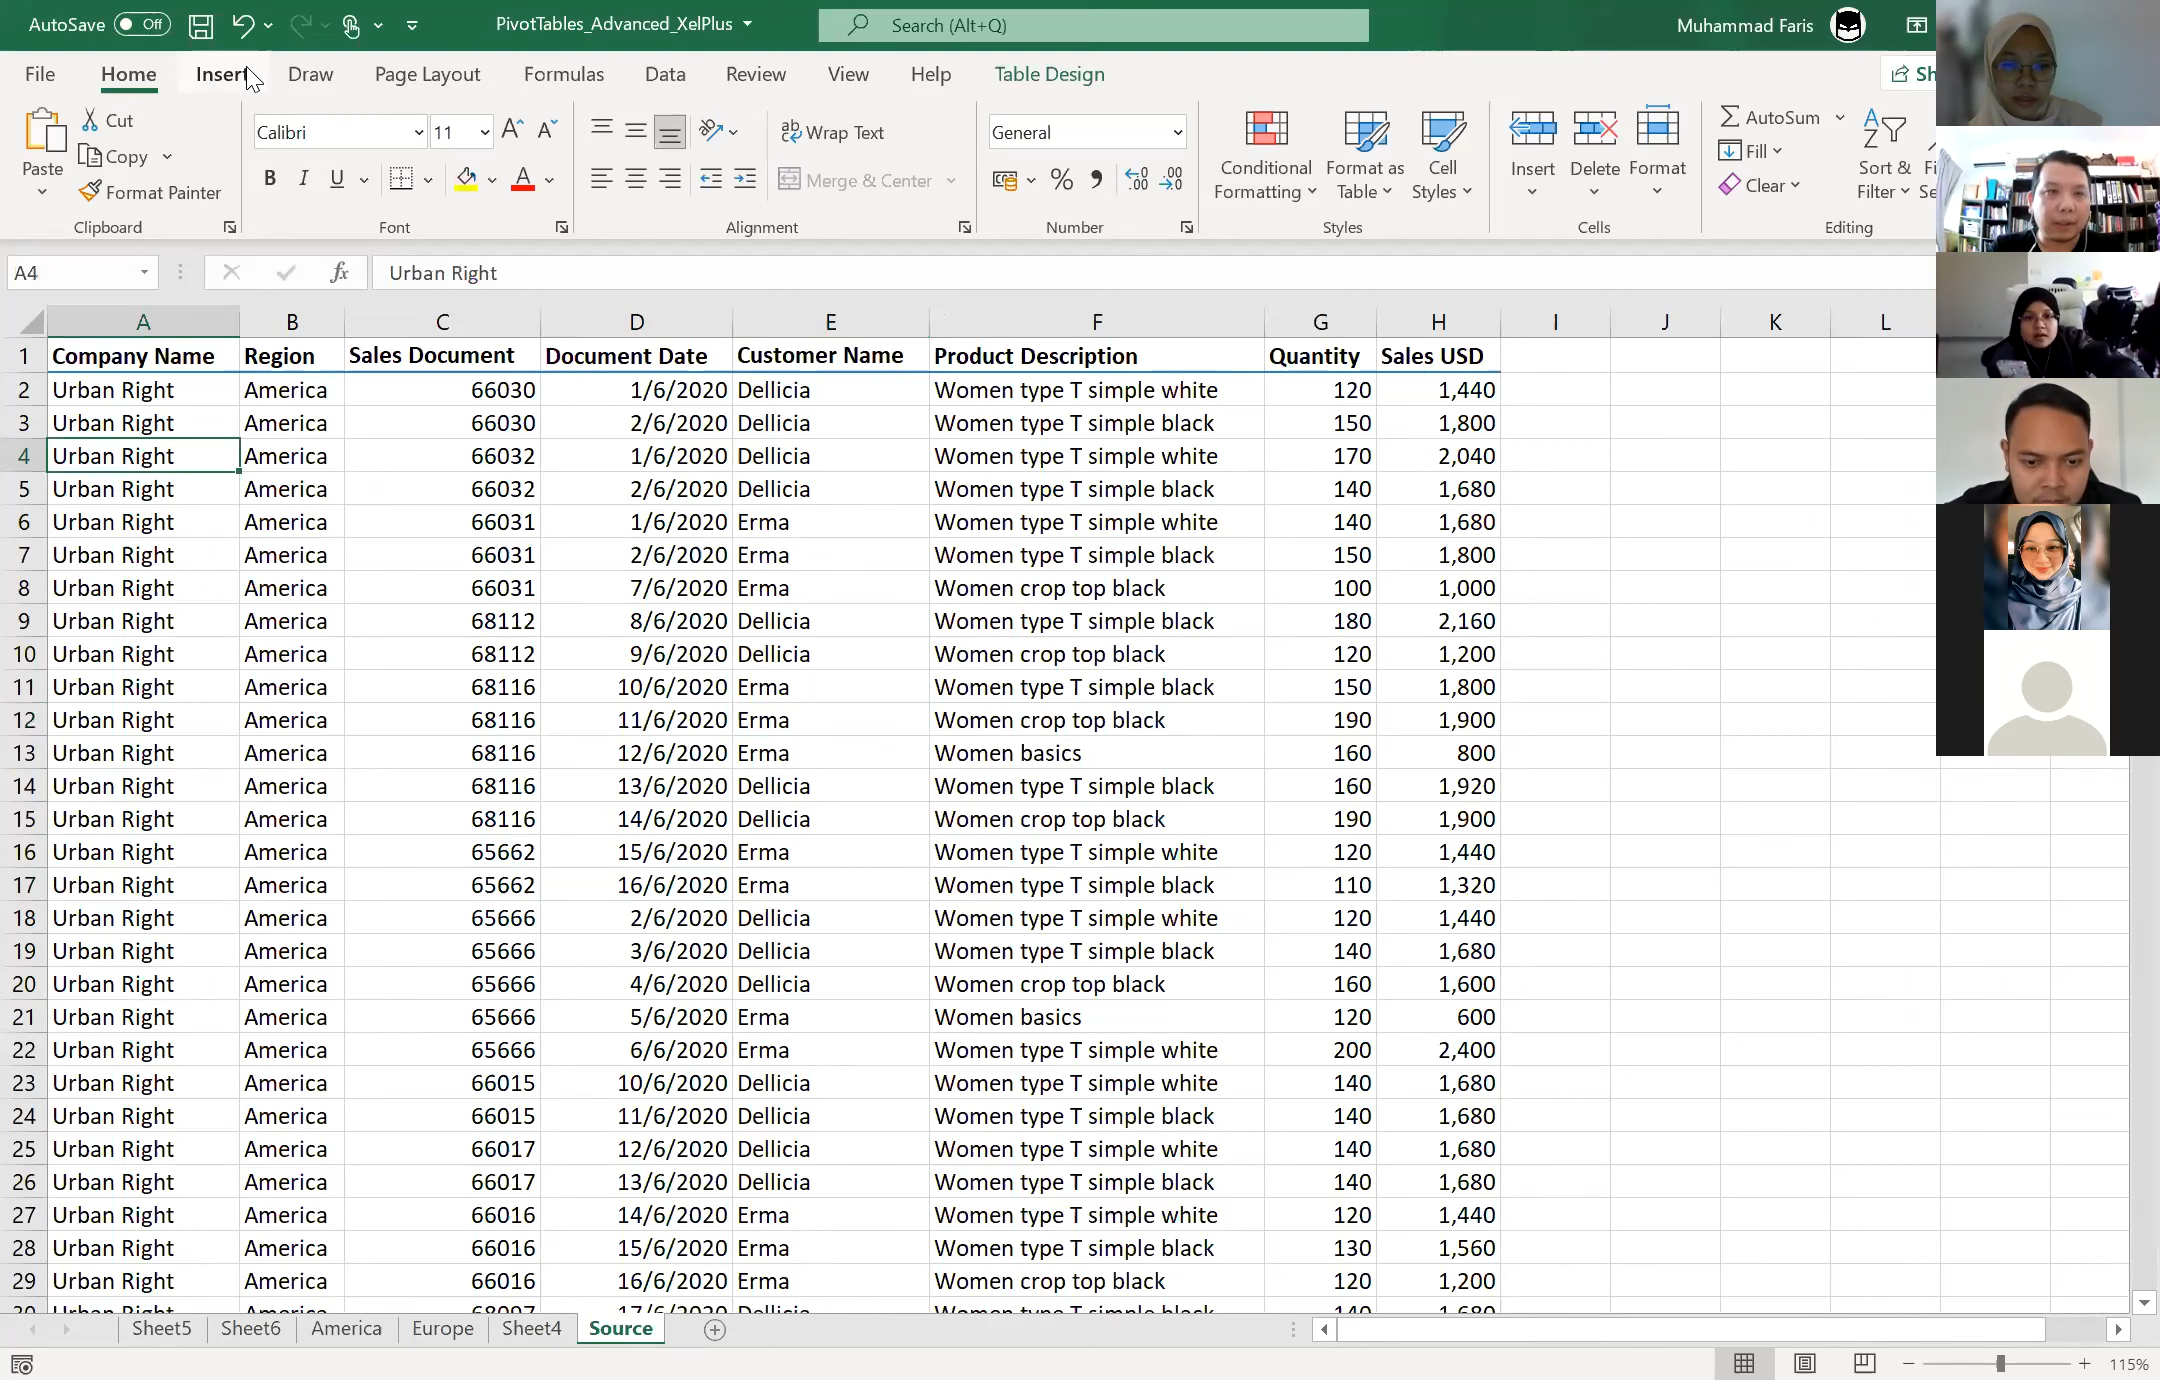 AutoSave Off PivotTables_Advanced_XelPlus Search (Alt+Q) Muhammad Faris
File Home Insert Draw Page Layout Formulas Data Review View Help Table Design Sh
Paste Cut Copy Format Painter
Clipboard
Calibri 11
B I U A
Font
ab Wrap Text
Merge & Center
Alignment
General
% .00 .00
Number
Conditional Formatting
Format as Table
Cell Styles
Styles
Insert Delete Format
Cells
AutoSum
Fill
Clear
Sort & Filter
Editing
A4 fx Urban Right
A B C D E F G H I J K L
1 Company Name Region Sales Document Document Date Customer Name Product Description Quantity Sales USD
2 Urban Right America 66030 1/6/2020 Dellicia Women type T simple white 120 1,440
3 Urban Right America 66030 2/6/2020 Dellicia Women type T simple black 150 1,800
4 Urban Right America 66032 1/6/2020 Dellicia Women type T simple white 170 2,040
5 Urban Right America 66032 2/6/2020 Dellicia Women type T simple black 140 1,680
6 Urban Right America 66031 1/6/2020 Erma Women type T simple white 140 1,680
7 Urban Right America 66031 2/6/2020 Erma Women type T simple black 150 1,800
8 Urban Right America 66031 7/6/2020 Erma Women crop top black 100 1,000
9 Urban Right America 68112 8/6/2020 Dellicia Women type T simple black 180 2,160
10 Urban Right America 68112 9/6/2020 Dellicia Women crop top black 120 1,200
11 Urban Right America 68116 10/6/2020 Erma Women type T simple black 150 1,800
12 Urban Right America 68116 11/6/2020 Erma Women crop top black 190 1,900
13 Urban Right America 68116 12/6/2020 Erma Women basics 160 800
14 Urban Right America 68116 13/6/2020 Dellicia Women type T simple black 160 1,920
15 Urban Right America 68116 14/6/2020 Dellicia Women crop top black 190 1,900
16 Urban Right America 65662 15/6/2020 Erma Women type T simple white 120 1,440
17 Urban Right America 65662 16/6/2020 Erma Women type T simple black 110 1,320
18 Urban Right America 65666 2/6/2020 Dellicia Women type T simple white 120 1,440
19 Urban Right America 65666 3/6/2020 Dellicia Women type T simple black 140 1,680
20 Urban Right America 65666 4/6/2020 Dellicia Women crop top black 160 1,600
21 Urban Right America 65666 5/6/2020 Erma Women basics 120 600
22 Urban Right America 65666 6/6/2020 Erma Women type T simple white 200 2,400
23 Urban Right America 66015 10/6/2020 Dellicia Women type T simple white 140 1,680
24 Urban Right America 66015 11/6/2020 Dellicia Women type T simple black 140 1,680
25 Urban Right America 66017 12/6/2020 Dellicia Women type T simple white 140 1,680
26 Urban Right America 66017 13/6/2020 Dellicia Women type T simple black 140 1,680
27 Urban Right America 66016 14/6/2020 Erma Women type T simple white 120 1,440
28 Urban Right America 66016 15/6/2020 Erma Women type T simple black 130 1,560
29 Urban Right America 66016 16/6/2020 Erma Women crop top black 120 1,200
30 Urban Right America 68097 17/6/2020 Dellicia Women type T simple black 140 1,680
Sheet5 Sheet6 America Europe Sheet4 Source
115%